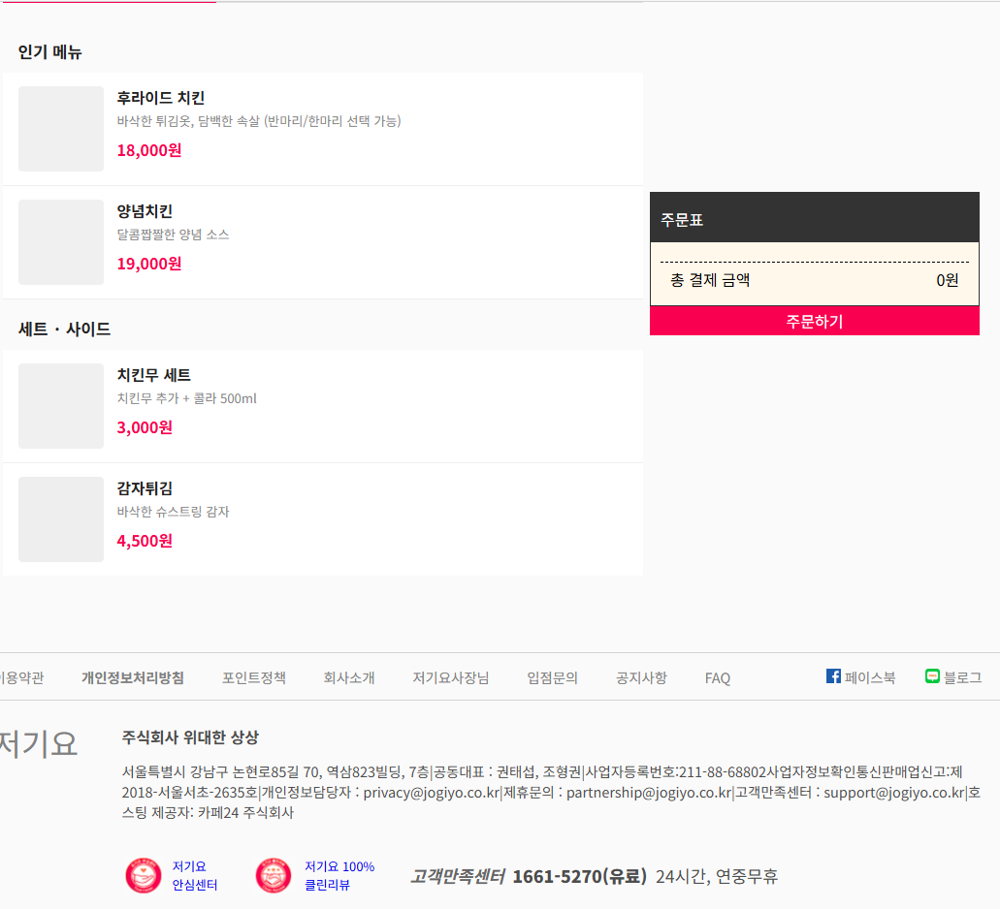 인기 메뉴
후라이드 치킨
바삭한 튀김옷, 담백한 속살 (반마리/한마리 선택 가능)
18,000원
양념치킨
달콤짭짤한 양념 소스
19,000원
주문표
총 결제 금액 0원
주문하기
세트 · 사이드
치킨무 세트
치킨무 추가 + 콜라 500ml
3,000원
감자튀김
바삭한 슈스트링 감자
4,500원
이용약관 개인정보처리방침 포인트정책 회사소개 저기요사장님 입점문의 공지사항 FAQ 페이스북 블로그
저기요
주식회사 위대한 상상
서울특별시 강남구 논현로85길 70, 역삼823빌딩, 7층|공동대표 : 권태섭, 조형권|사업자등록번호:211-88-68802사업자정보확인통신판매업신고:제
2018-서울서초-2635호|개인정보담당자 : privacy@jogiyo.co.kr|제휴문의 : partnership@jogiyo.co.kr|고객만족센터 : support@jogiyo.co.kr|호
스팅 제공자: 카페24 주식회사
저기요
안심센터
저기요 100%
클린리뷰
고객만족센터 1661-5270(유료) 24시간, 연중무휴